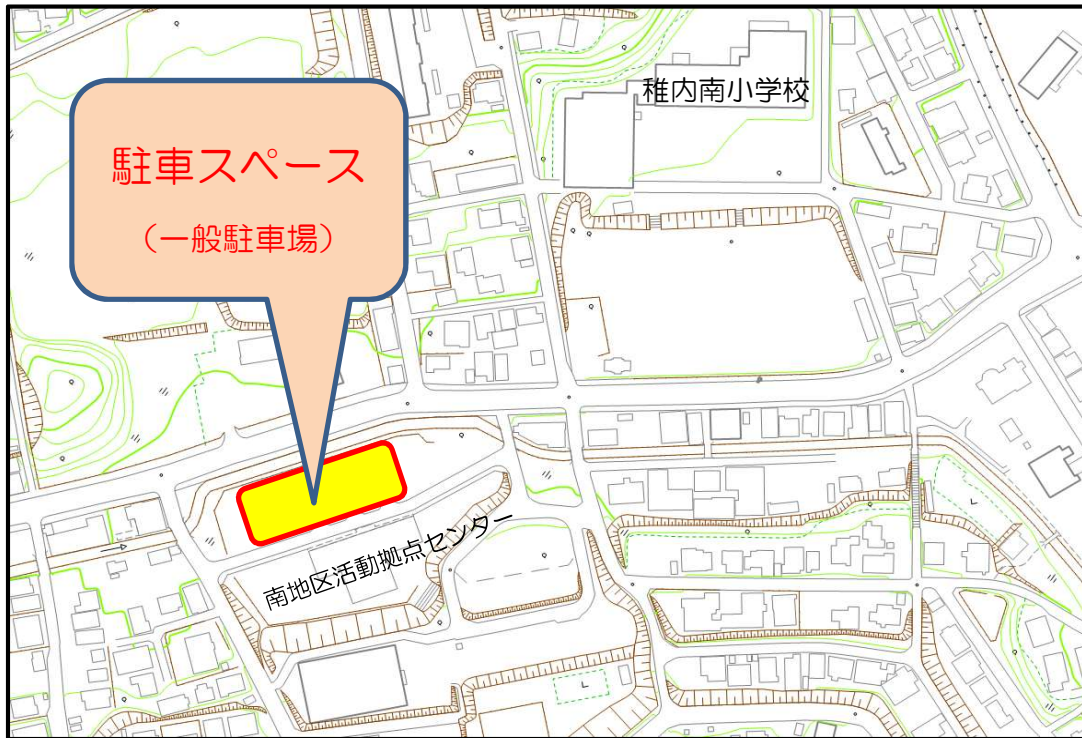 稚内南小学校
駐車スペース
（一般駐車場）
南地区活動拠点センター